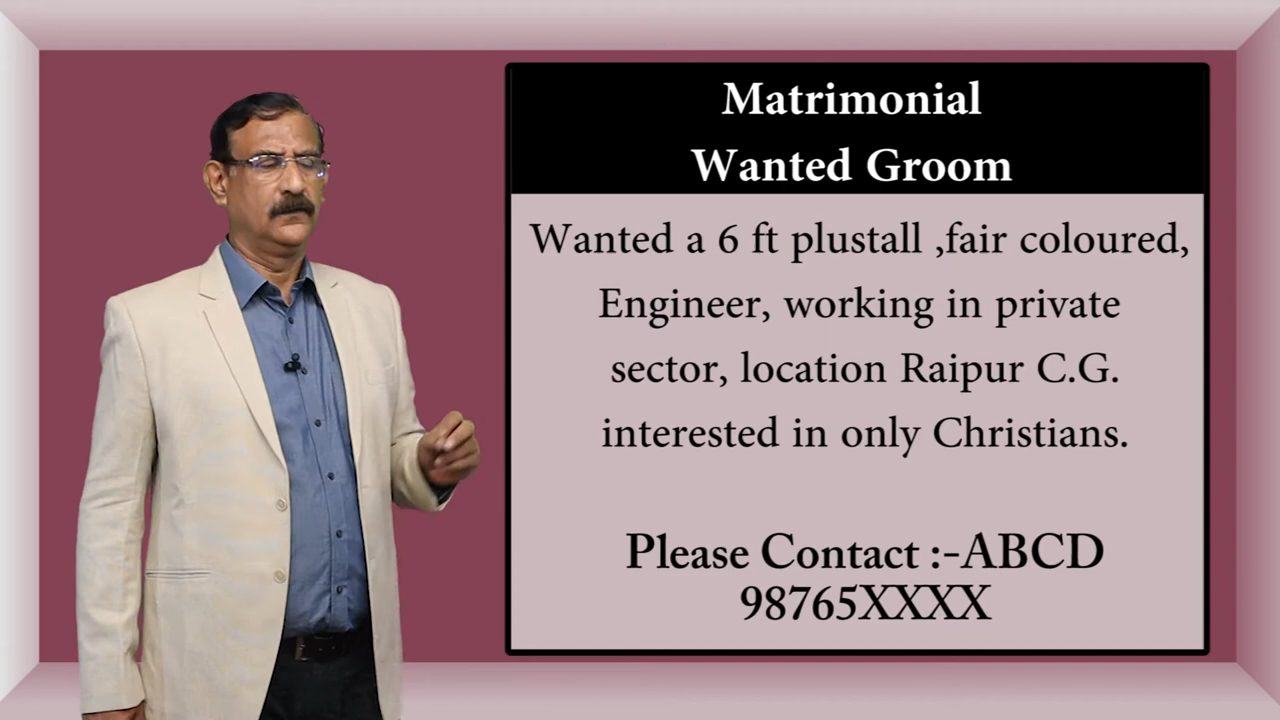 Matrimonial
Wanted Groom
Wanted a 6 ft plustall ,fair coloured,
Engineer, working in private
sector, location Raipur C.G.
interested in only Christians.
Please Contact :-ABCD
98765XXXX